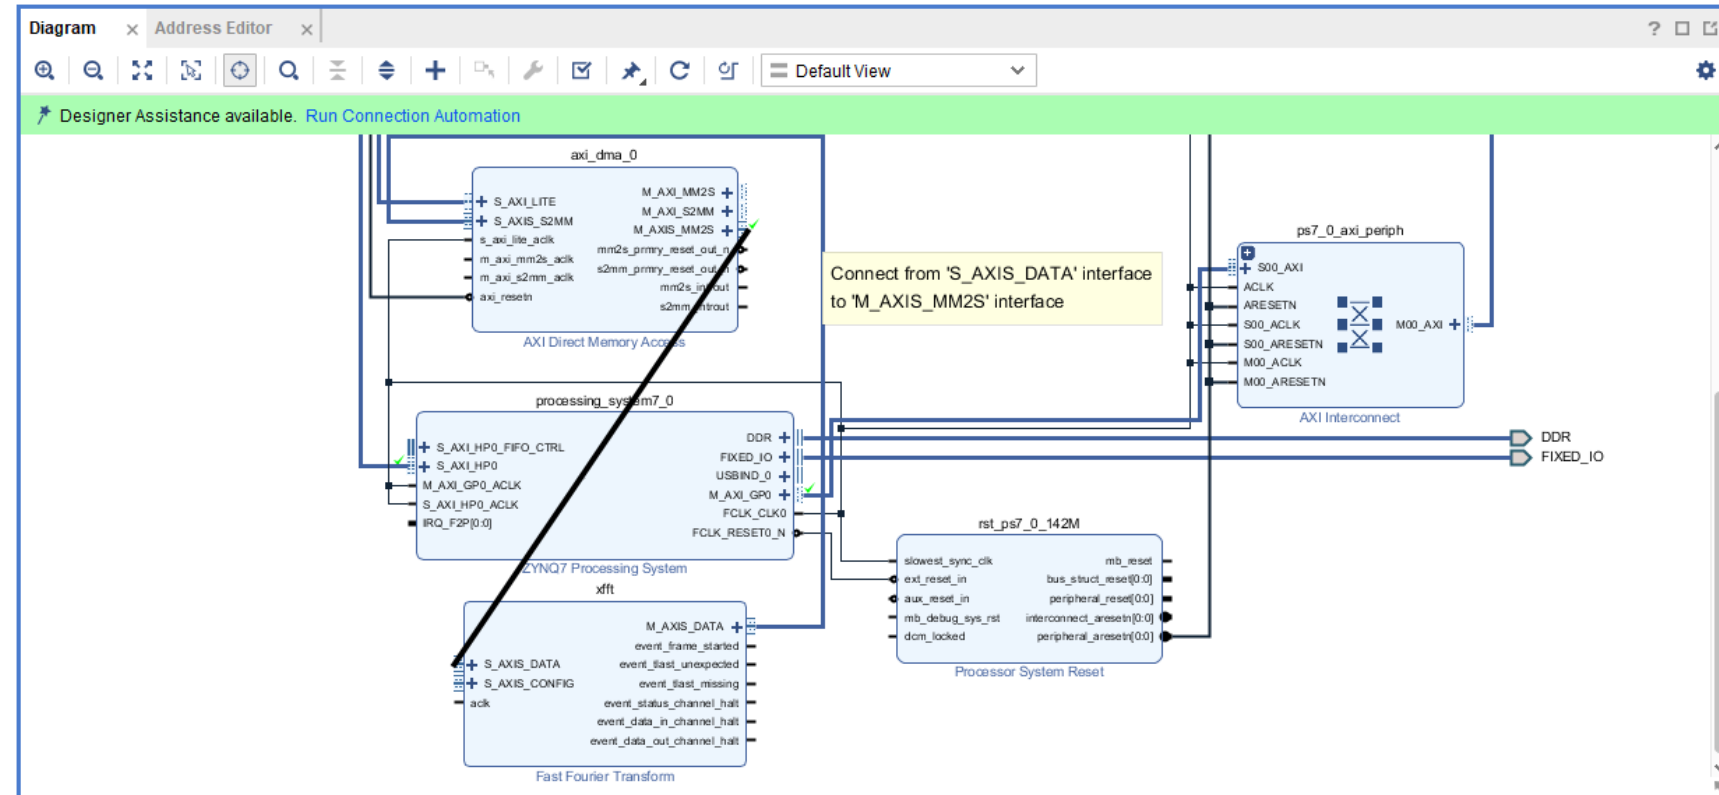 Diagram
Address Editor
Default View
Designer Assistance available. Run Connection Automation
axi_dma_0
S_AXI_LITE
S_AXIS_S2MM
s_axi_lite_aclk
m_axi_mm2s_aclk
m_axi_s2mm_aclk
axi_resetn
M_AXI_MM2S
M_AXI_S2MM
M_AXIS_MM2S
mm2s_prmry_reset_out_n
s2mm_prmry_reset_out_n
mm2s_introut
s2mm_introut
AXI Direct Memory Access
Connect from 'S_AXIS_DATA' interface
to 'M_AXIS_MM2S' interface
ps7_0_axi_periph
S00_AXI
ACLK
ARESETN
S00_ACLK
S00_ARESETN
M00_ACLK
M00_ARESETN
M00_AXI
AXI Interconnect
processing_system7_0
S_AXI_HP0_FIFO_CTRL
S_AXI_HP0
M_AXI_GP0_ACLK
S_AXI_HP0_ACLK
IRQ_F2P[0:0]
DDR
FIXED_IO
USBIND_0
M_AXI_GP0
FCLK_CLK0
FCLK_RESET0_N
ZYNQ7 Processing System
DDR
FIXED_IO
rst_ps7_0_142M
slowest_sync_clk
ext_reset_in
aux_reset_in
mb_debug_sys_rst
dcm_locked
mb_reset
bus_struct_reset[0:0]
peripheral_reset[0:0]
interconnect_aresetn[0:0]
peripheral_aresetn[0:0]
Processor System Reset
xfft
S_AXIS_DATA
S_AXIS_CONFIG
aclk
M_AXIS_DATA
event_frame_started
event_tlast_unexpected
event_tlast_missing
event_status_channel_halt
event_data_in_channel_halt
event_data_out_channel_halt
Fast Fourier Transform